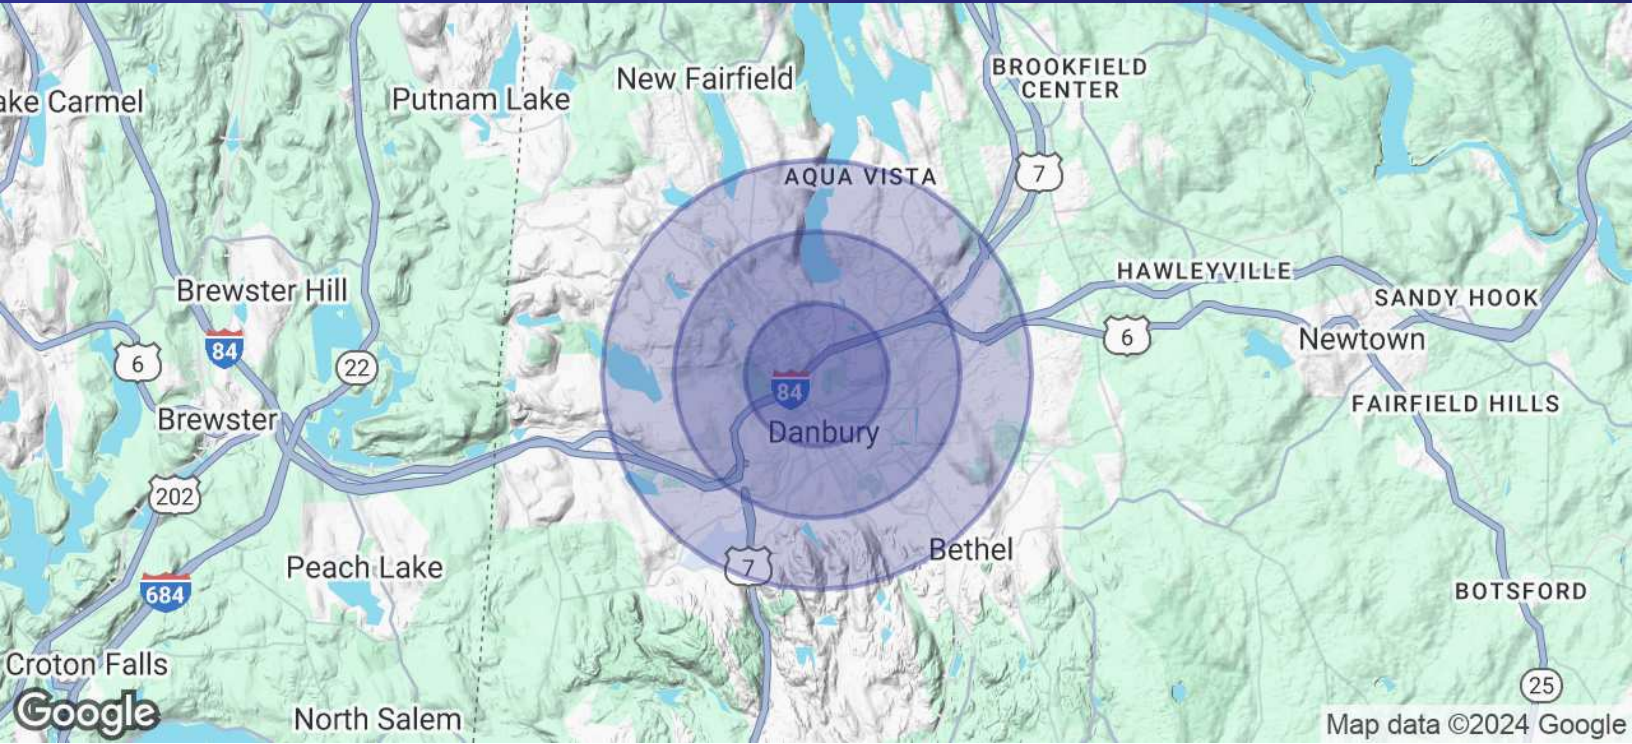 BROOKFIELD
CENTER
New Fairfield
Putnam Lake
ake Carmel
7
AQUA VISTA
HAWLEYVILLE
Brewster Hill
SANDY HOOK
6
Newtown
84
6
22
84
FAIRFIELD HILLS
Brewster
Danbury
202
Bethel
Peach Lake
7
684
BOTSFORD
Croton Falls
25
Google
North Salem
Map data ©2024 Google